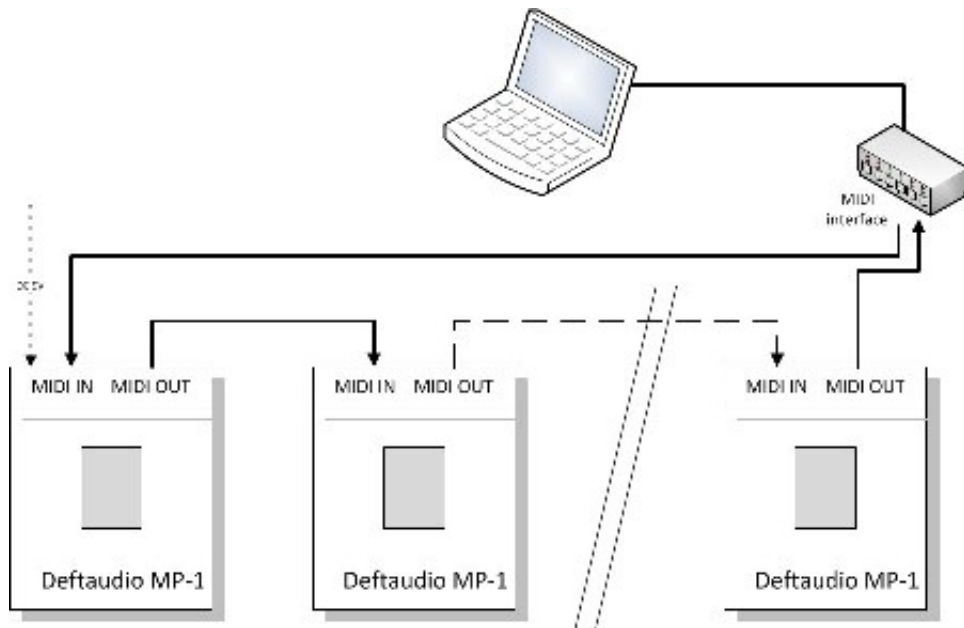 MIDI
interface
MIDI IN MIDI OUT
MIDI IN MIDI OUT
MIDI IN MIDI OUT
Deftaudio MP-1
Deftaudio MP-1
Deftaudio MP-1